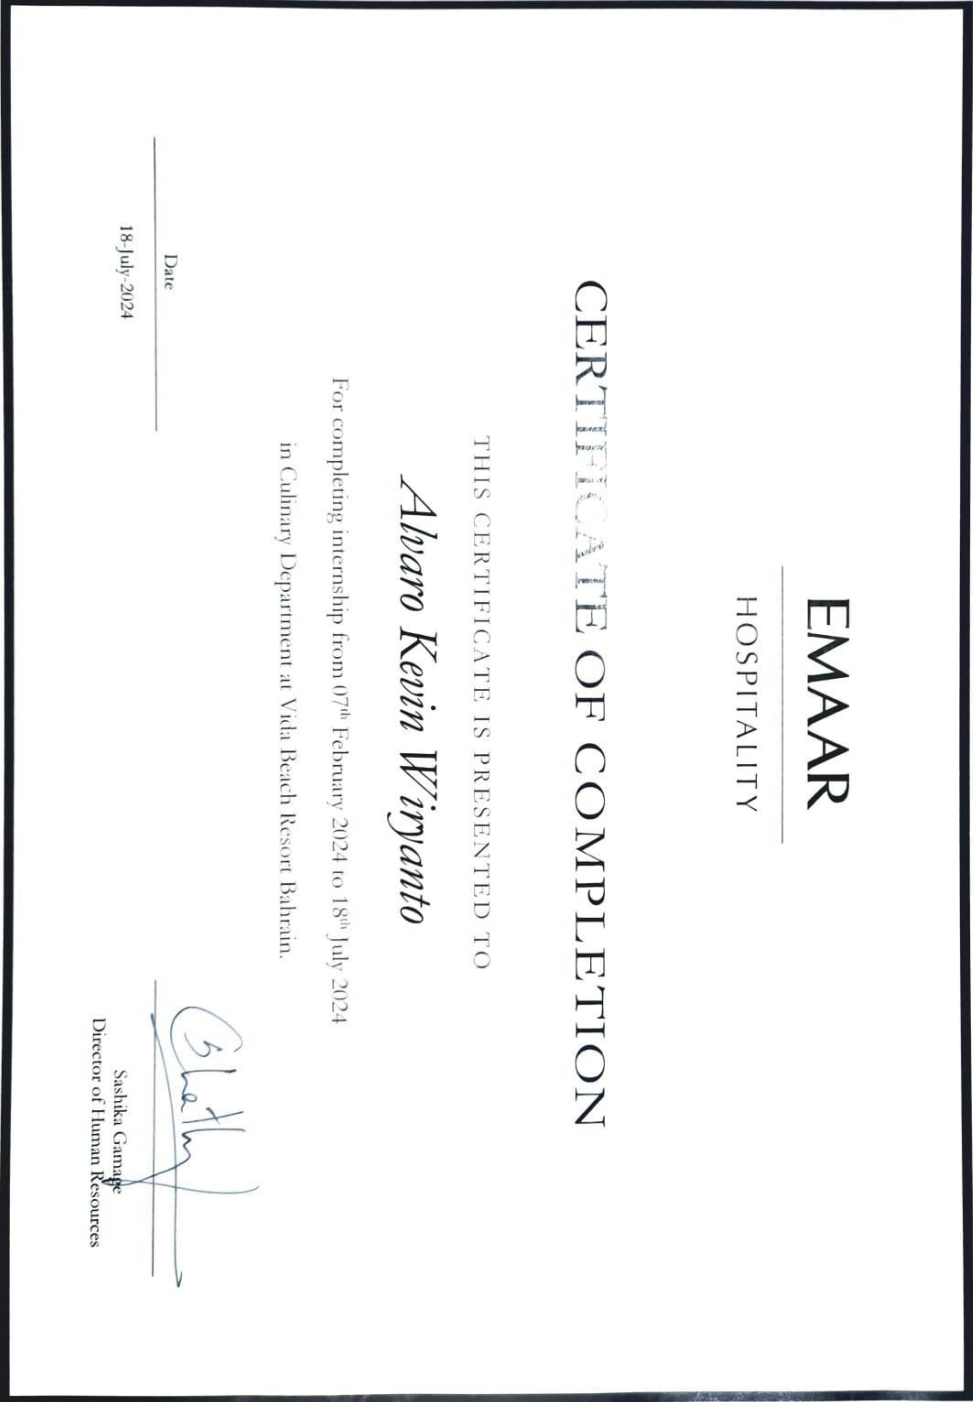 EMAAR
HOSPITALITY
CERTIFICATE OF COMPLETION
THIS CERTIFICATE IS PRESENTED TO
Alvaro Kevin Wiryanto
For completing internship from 07th February 2024 to 18th July 2024
in Culinary Department at Vida Beach Resort Bahrain.
Date
18-July-2024
Sashika Gamage
Director of Human Resources